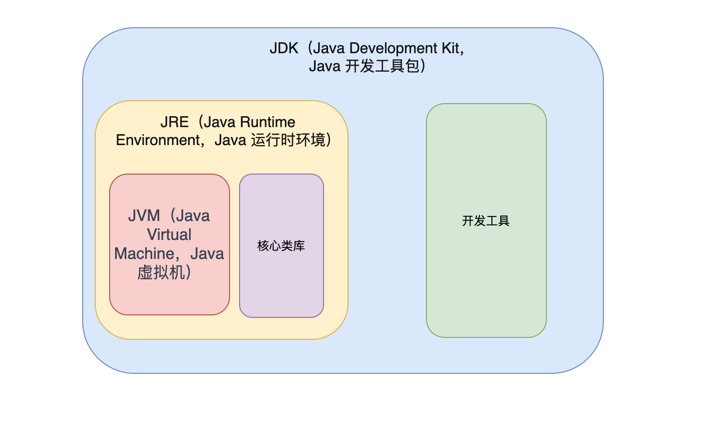 JDK（Java Development Kit，
Java 开发工具包）
JRE（Java Runtime
Environment，Java 运行时环境）
JVM（Java
Virtual
Machine，Java
虚拟机）
核心类库
开发工具